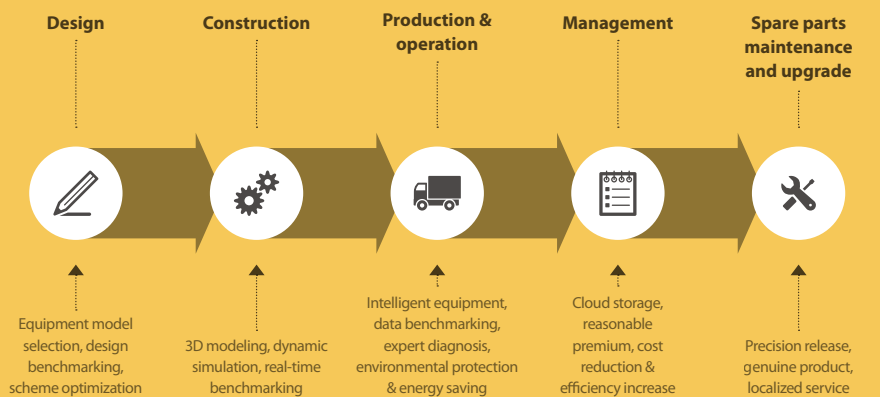 Design
Construction
Production &
operation
Management
Spare parts
maintenance
and upgrade
Equipment model
selection, design
benchmarking,
scheme optimization
3D modeling, dynamic
simulation, real-time
benchmarking
Intelligent equipment,
data benchmarking,
expert diagnosis,
environmental protection
& energy saving
Cloud storage,
reasonable
premium, cost
reduction &
efficiency increase
Precision release,
genuine product,
localized service